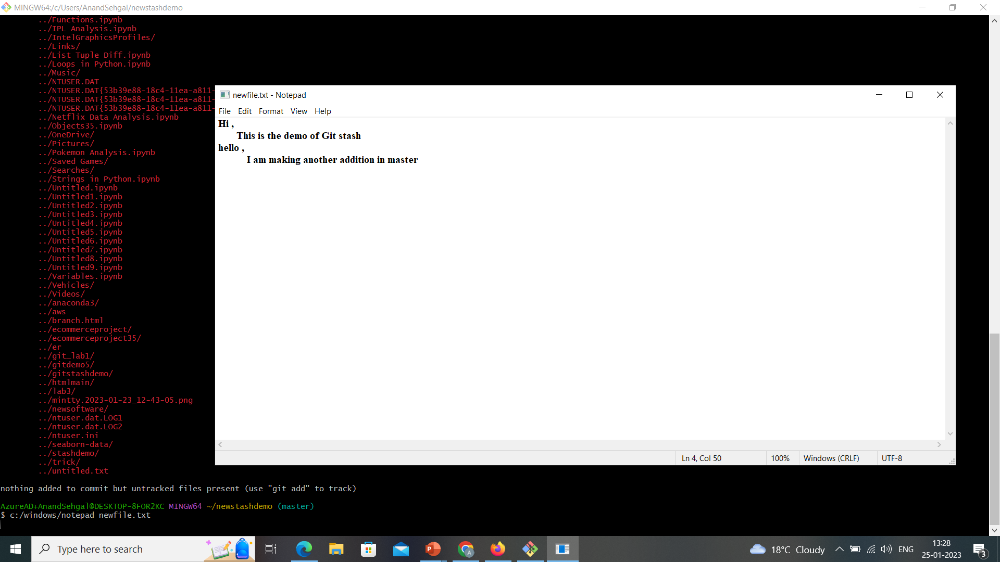 MINGW64:/c/Users/AnandSehgal/newstashdemo
../Functions.ipynb
../IPL Analysis.ipynb
../IntelGraphicsProfiles/
../Links/
../List Tuple Diff.ipynb
../Loops in Python.ipynb
../Music/
../NTUSER.DAT
../NTUSER.DAT{53b39e88-18c4-11ea-a811-
../NTUSER.DAT{53b39e88-18c4-11ea-a811-
../NTUSER.DAT{53b39e88-18c4-11ea-a811-
../Netflix Data Analysis.ipynb
../Objects35.ipynb
../OneDrive/
../Pictures/
../Pokemon Analysis.ipynb
../Saved Games/
../Searches/
../Strings in Python.ipynb
../Untitled.ipynb
../Untitled1.ipynb
../Untitled2.ipynb
../Untitled3.ipynb
../Untitled4.ipynb
../Untitled5.ipynb
../Untitled6.ipynb
../Untitled7.ipynb
../Untitled8.ipynb
../Untitled9.ipynb
../Variables.ipynb
../Vehicles/
../Videos/
../anaconda3/
../aws
../branch.html
../ecommerceproject/
../ecommerceproject35/
../er
../git_lab1/
../gitdemo5/
../gitstashdemo/
../htmlmain/
../lab3/
../mintty.2023-01-23_12-43-05.png
../newsoftware/
../ntuser.dat.LOG1
../ntuser.dat.LOG2
../ntuser.ini
../seaborn-data/
../stashdemo/
../trick/
../untitled.txt
nothing added to commit but untracked files present (use "git add" to track)
AzureAD+AnandSehgal@DESKTOP-8FOR2KC MINGW64 ~/newstashdemo (master)
$ c:/windows/notepad newfile.txt
newfile.txt - Notepad
File Edit Format View Help
Hi ,
This is the demo of Git stash
hello ,
I am making another addition in master
Ln 4, Col 50 100% Windows (CRLF) UTF-8
Type here to search
18°C Cloudy
ENG
13:28
25-01-2023
3